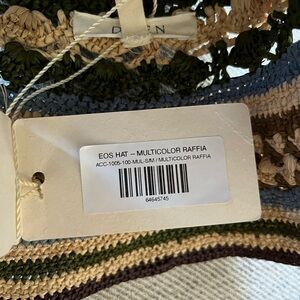 EOS HAT – MULTICOLOR RAFFIA
ACC-1005-100-MUL-S/M / MULTICOLOR RAFFIA
64645745